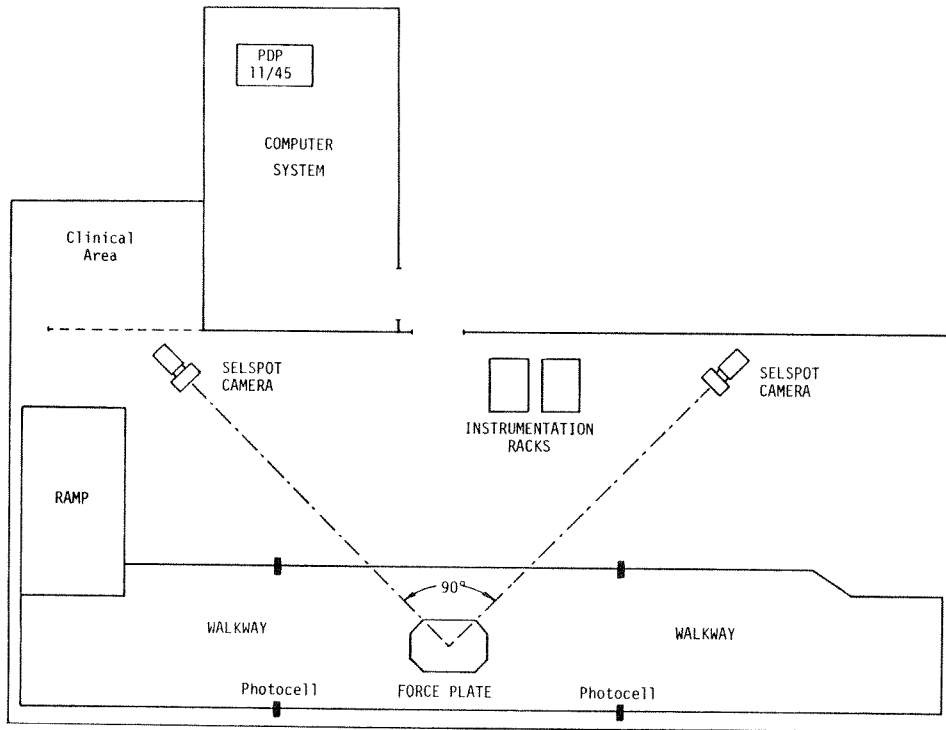 PDP
11/45
COMPUTER
SYSTEM
Clinical
Area
SELSPOT
CAMERA
SELSPOT
CAMERA
INSTRUMENTATION
RACKS
RAMP
90°
WALKWAY
WALKWAY
Photocell
FORCE PLATE
Photocell